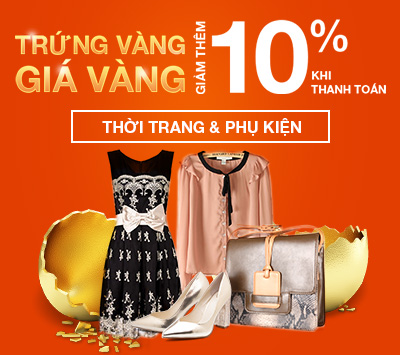 TRỨNG VÀNG
GIÁ VÀNG
GIẢM THÊM
10%
KHI
THANH TOÁN
THỜI TRANG & PHỤ KIỆN